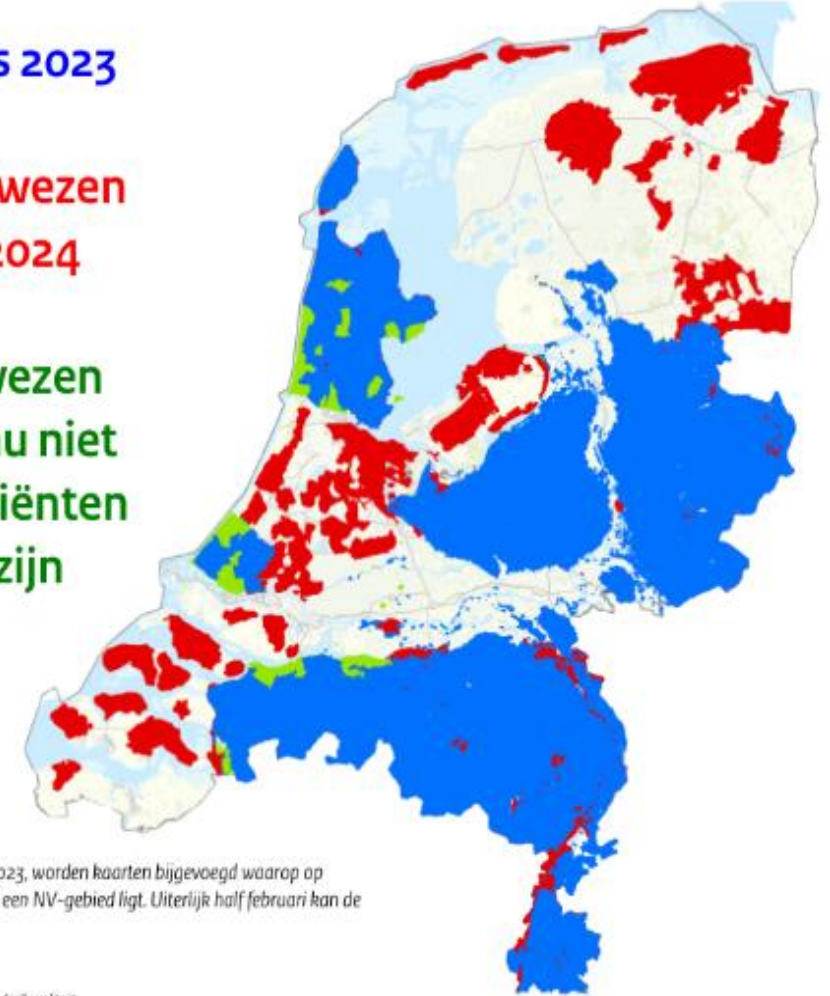 s 2023
wezen
2024
wezen
nu niet
iënten
zijn
023, worden kaarten bijgevoegd waarop op
een NV-gebied ligt. Uiterlijk half februari kan de